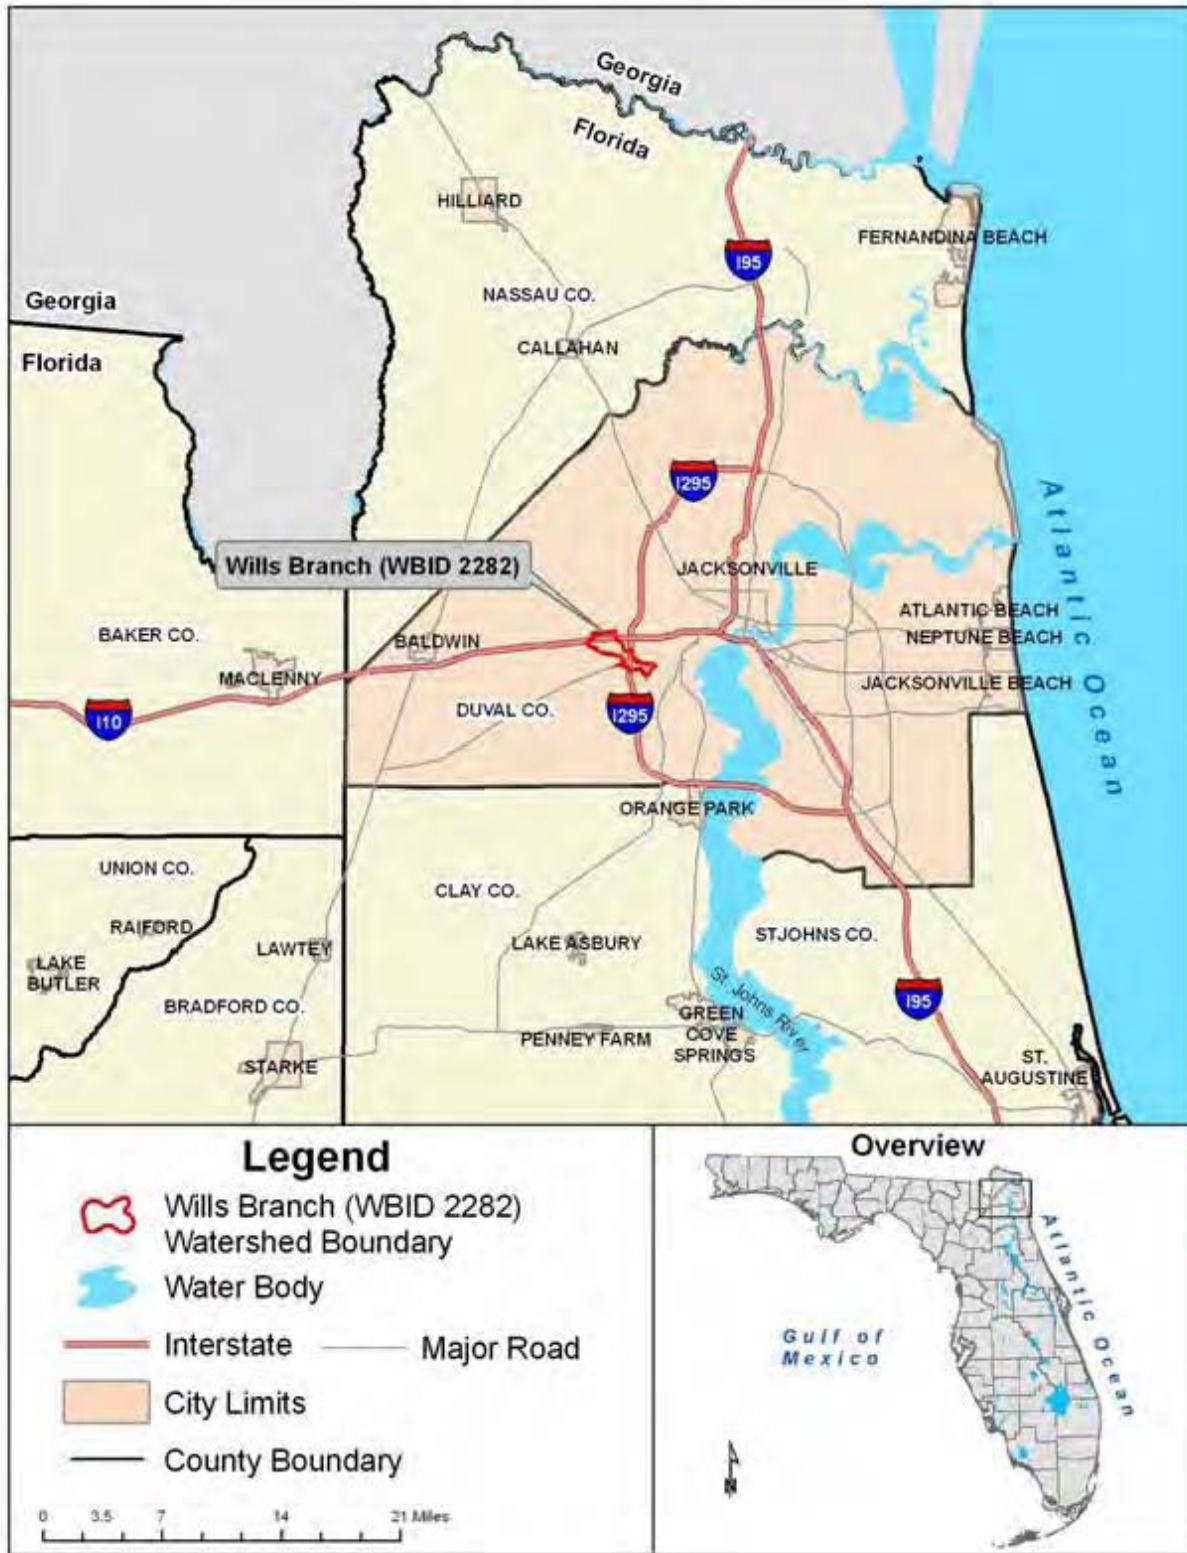 Georgia
Florida
HILLIARD
FERNANDINA BEACH
I95
NASSAU CO.
Georgia
CALLAHAN
Florida
I295
Atlantic Ocean
Wills Branch (WBID 2282)
JACKSONVILLE
ATLANTIC BEACH
BAKER CO.
BALDWIN
NEPTUNE BEACH
MACLENNY
JACKSONVILLE BEACH
I10
DUVAL CO.
I295
ORANGE PARK
UNION CO.
CLAY CO.
RAIFORD
LAWTEY
LAKE ASBURY
STJOHNS CO.
LAKE
BUTLER
BRADFORD CO.
St. Johns River
I95
GREEN
COVE
SPRINGS
PENNEY FARM
STARKE
ST.
AUGUSTINE
Legend
Wills Branch (WBID 2282)
Watershed Boundary
Water Body
Interstate
Major Road
City Limits
County Boundary
0 3.5 7 14 21 Miles
Overview
Atlantic Ocean
Gulf of
Mexico
N